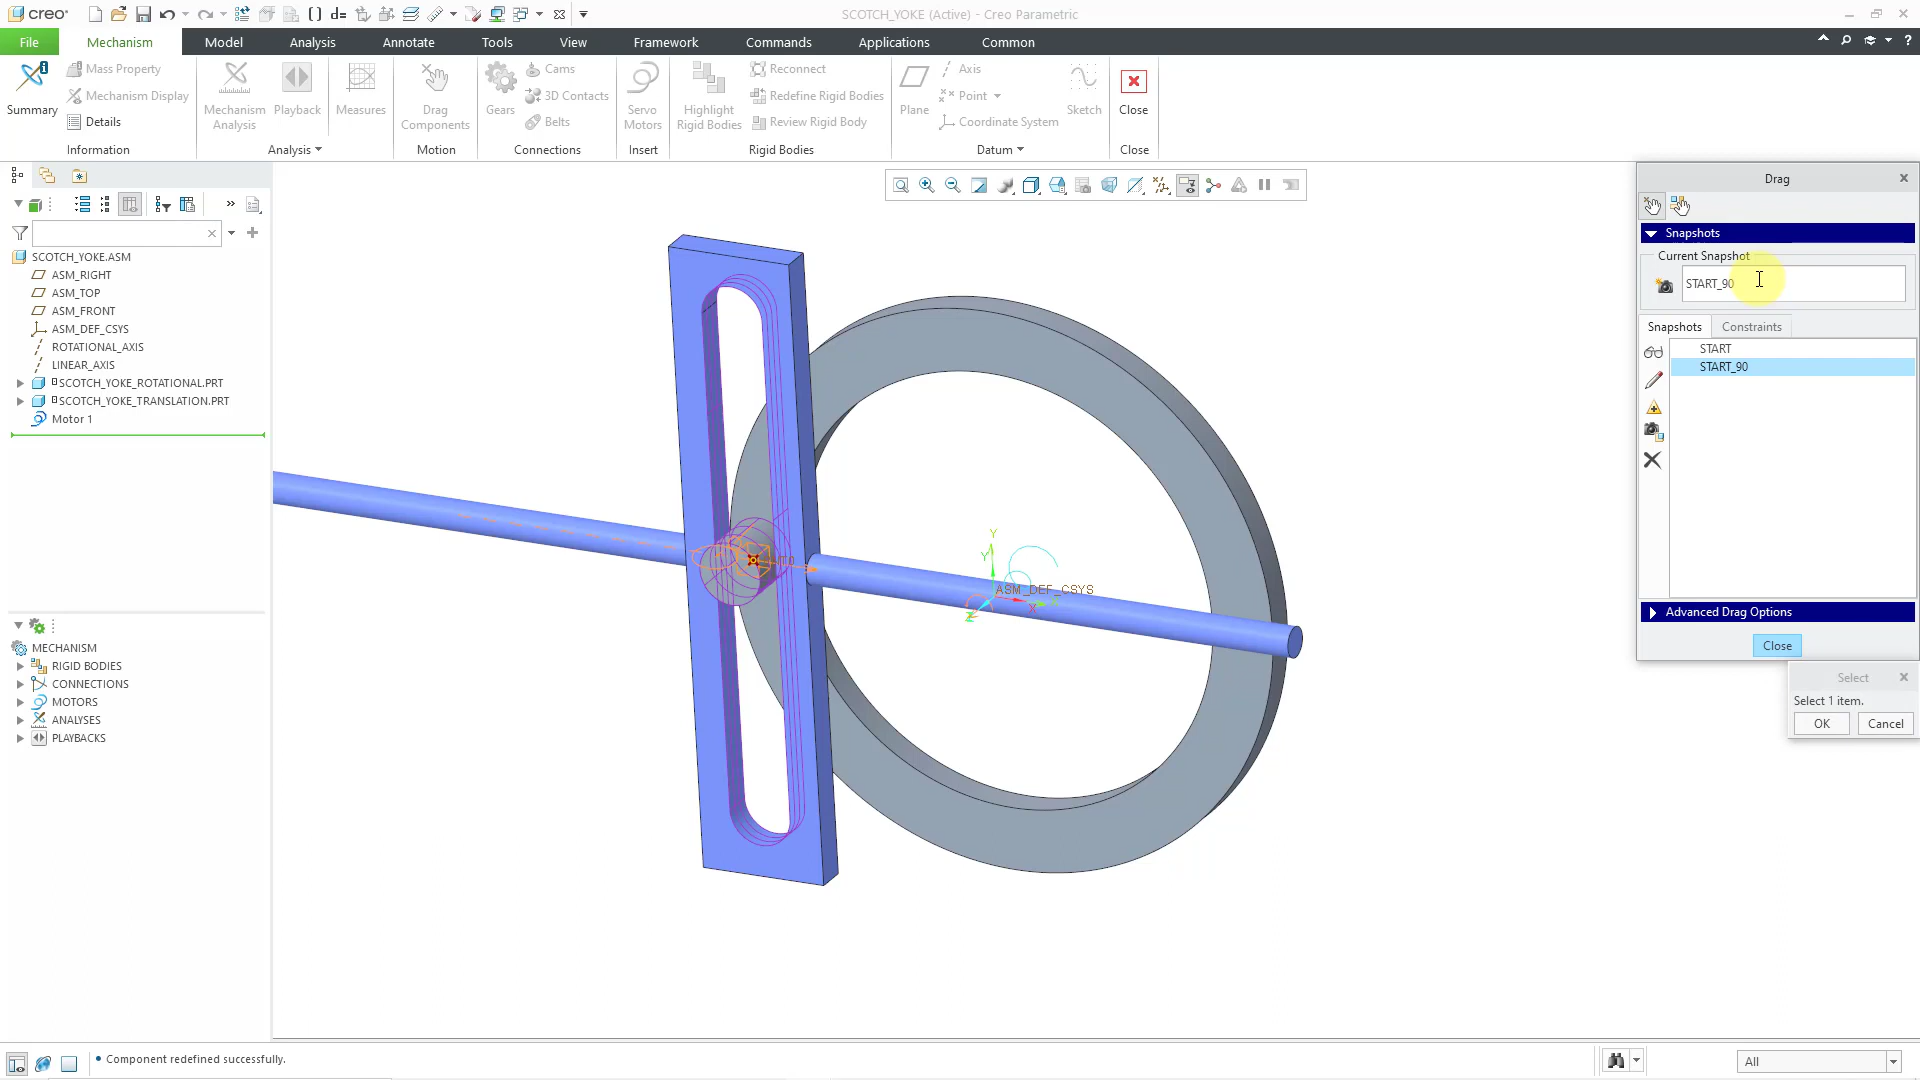 creo
SCOTCH_YOKE (Active) - Creo Parametric
File
Mechanism
Model
Analysis
Annotate
Tools
View
Framework
Commands
Applications
Common
Summary
Mass Property
Mechanism Display
Details
Information
Mechanism
Analysis
Playback
Measures
Analysis
Drag
Components
Motion
Gears
Cams
3D Contacts
Belts
Connections
Servo
Motors
Insert
Highlight
Rigid Bodies
Reconnect
Redefine Rigid Bodies
Review Rigid Body
Rigid Bodies
Plane
Axis
Point
Coordinate System
Sketch
Datum
Close
Close
SCOTCH_YOKE.ASM
ASM_RIGHT
ASM_TOP
ASM_FRONT
ASM_DEF_CSYS
ROTATIONAL_AXIS
LINEAR_AXIS
SCOTCH_YOKE_ROTATIONAL.PRT
SCOTCH_YOKE_TRANSLATION.PRT
Motor 1
MECHANISM
RIGID BODIES
CONNECTIONS
MOTORS
ANALYSES
PLAYBACKS
Y
Y
ASM_DEF_CSYS
X
Z
Drag
Snapshots
Current Snapshot
START_90
Snapshots
Constraints
START
START_90
Advanced Drag Options
Close
Select
Select 1 item.
OK
Cancel
• Component redefined successfully.
All